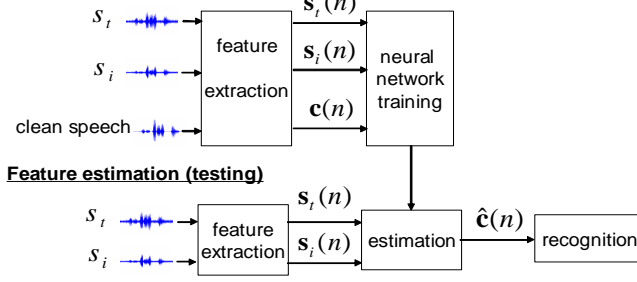 s_t
s_t(n)
feature
extraction
s_i
s_i(n)
neural
network
training
clean speech
c(n)
Feature estimation (testing)
s_t
s_t(n)
feature
extraction
s_i
s_i(n)
estimation
ĉ(n)
recognition